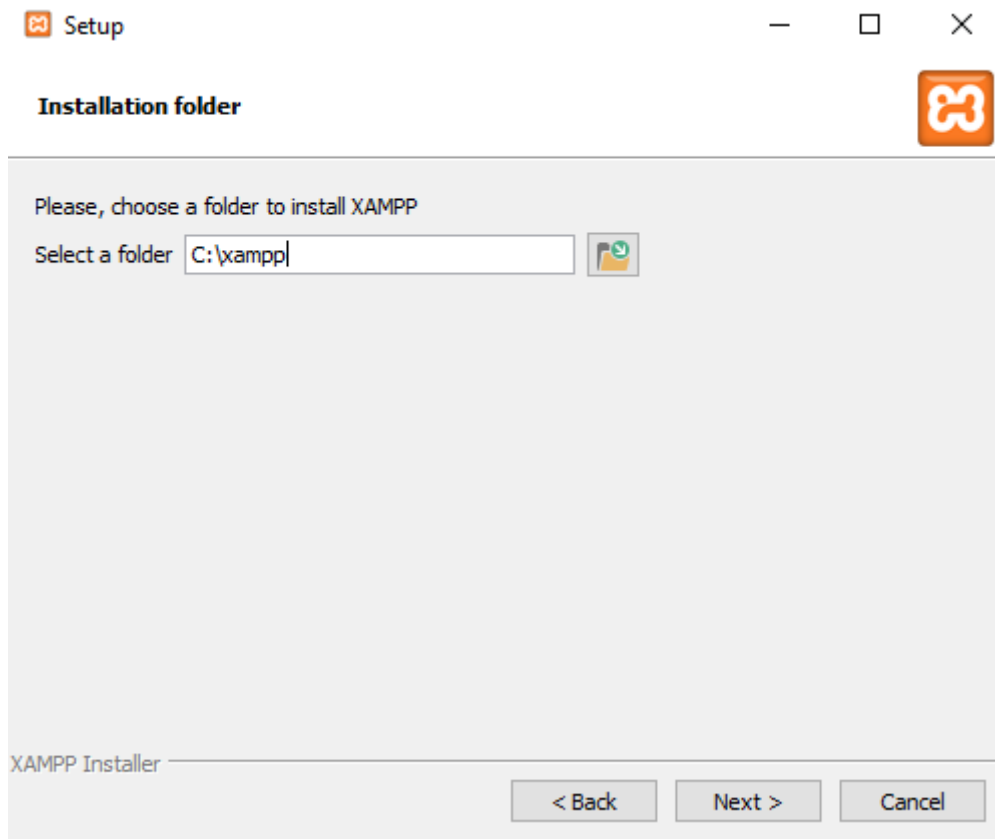 Setup
Installation folder
Please, choose a folder to install XAMPP
Select a folder C:\xampp
XAMPP Installer
< Back Next > Cancel